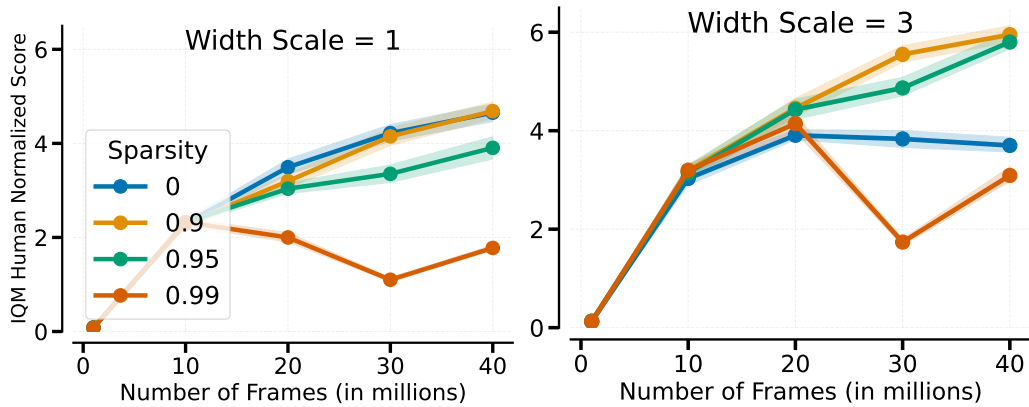 Width Scale = 1
IQM Human Normalized Score
6
4
2
0
Sparsity
0
0.9
0.95
0.99
0 10 20 30 40
Number of Frames (in millions)
Width Scale = 3
6
4
2
0
0 10 20 30 40
Number of Frames (in millions)